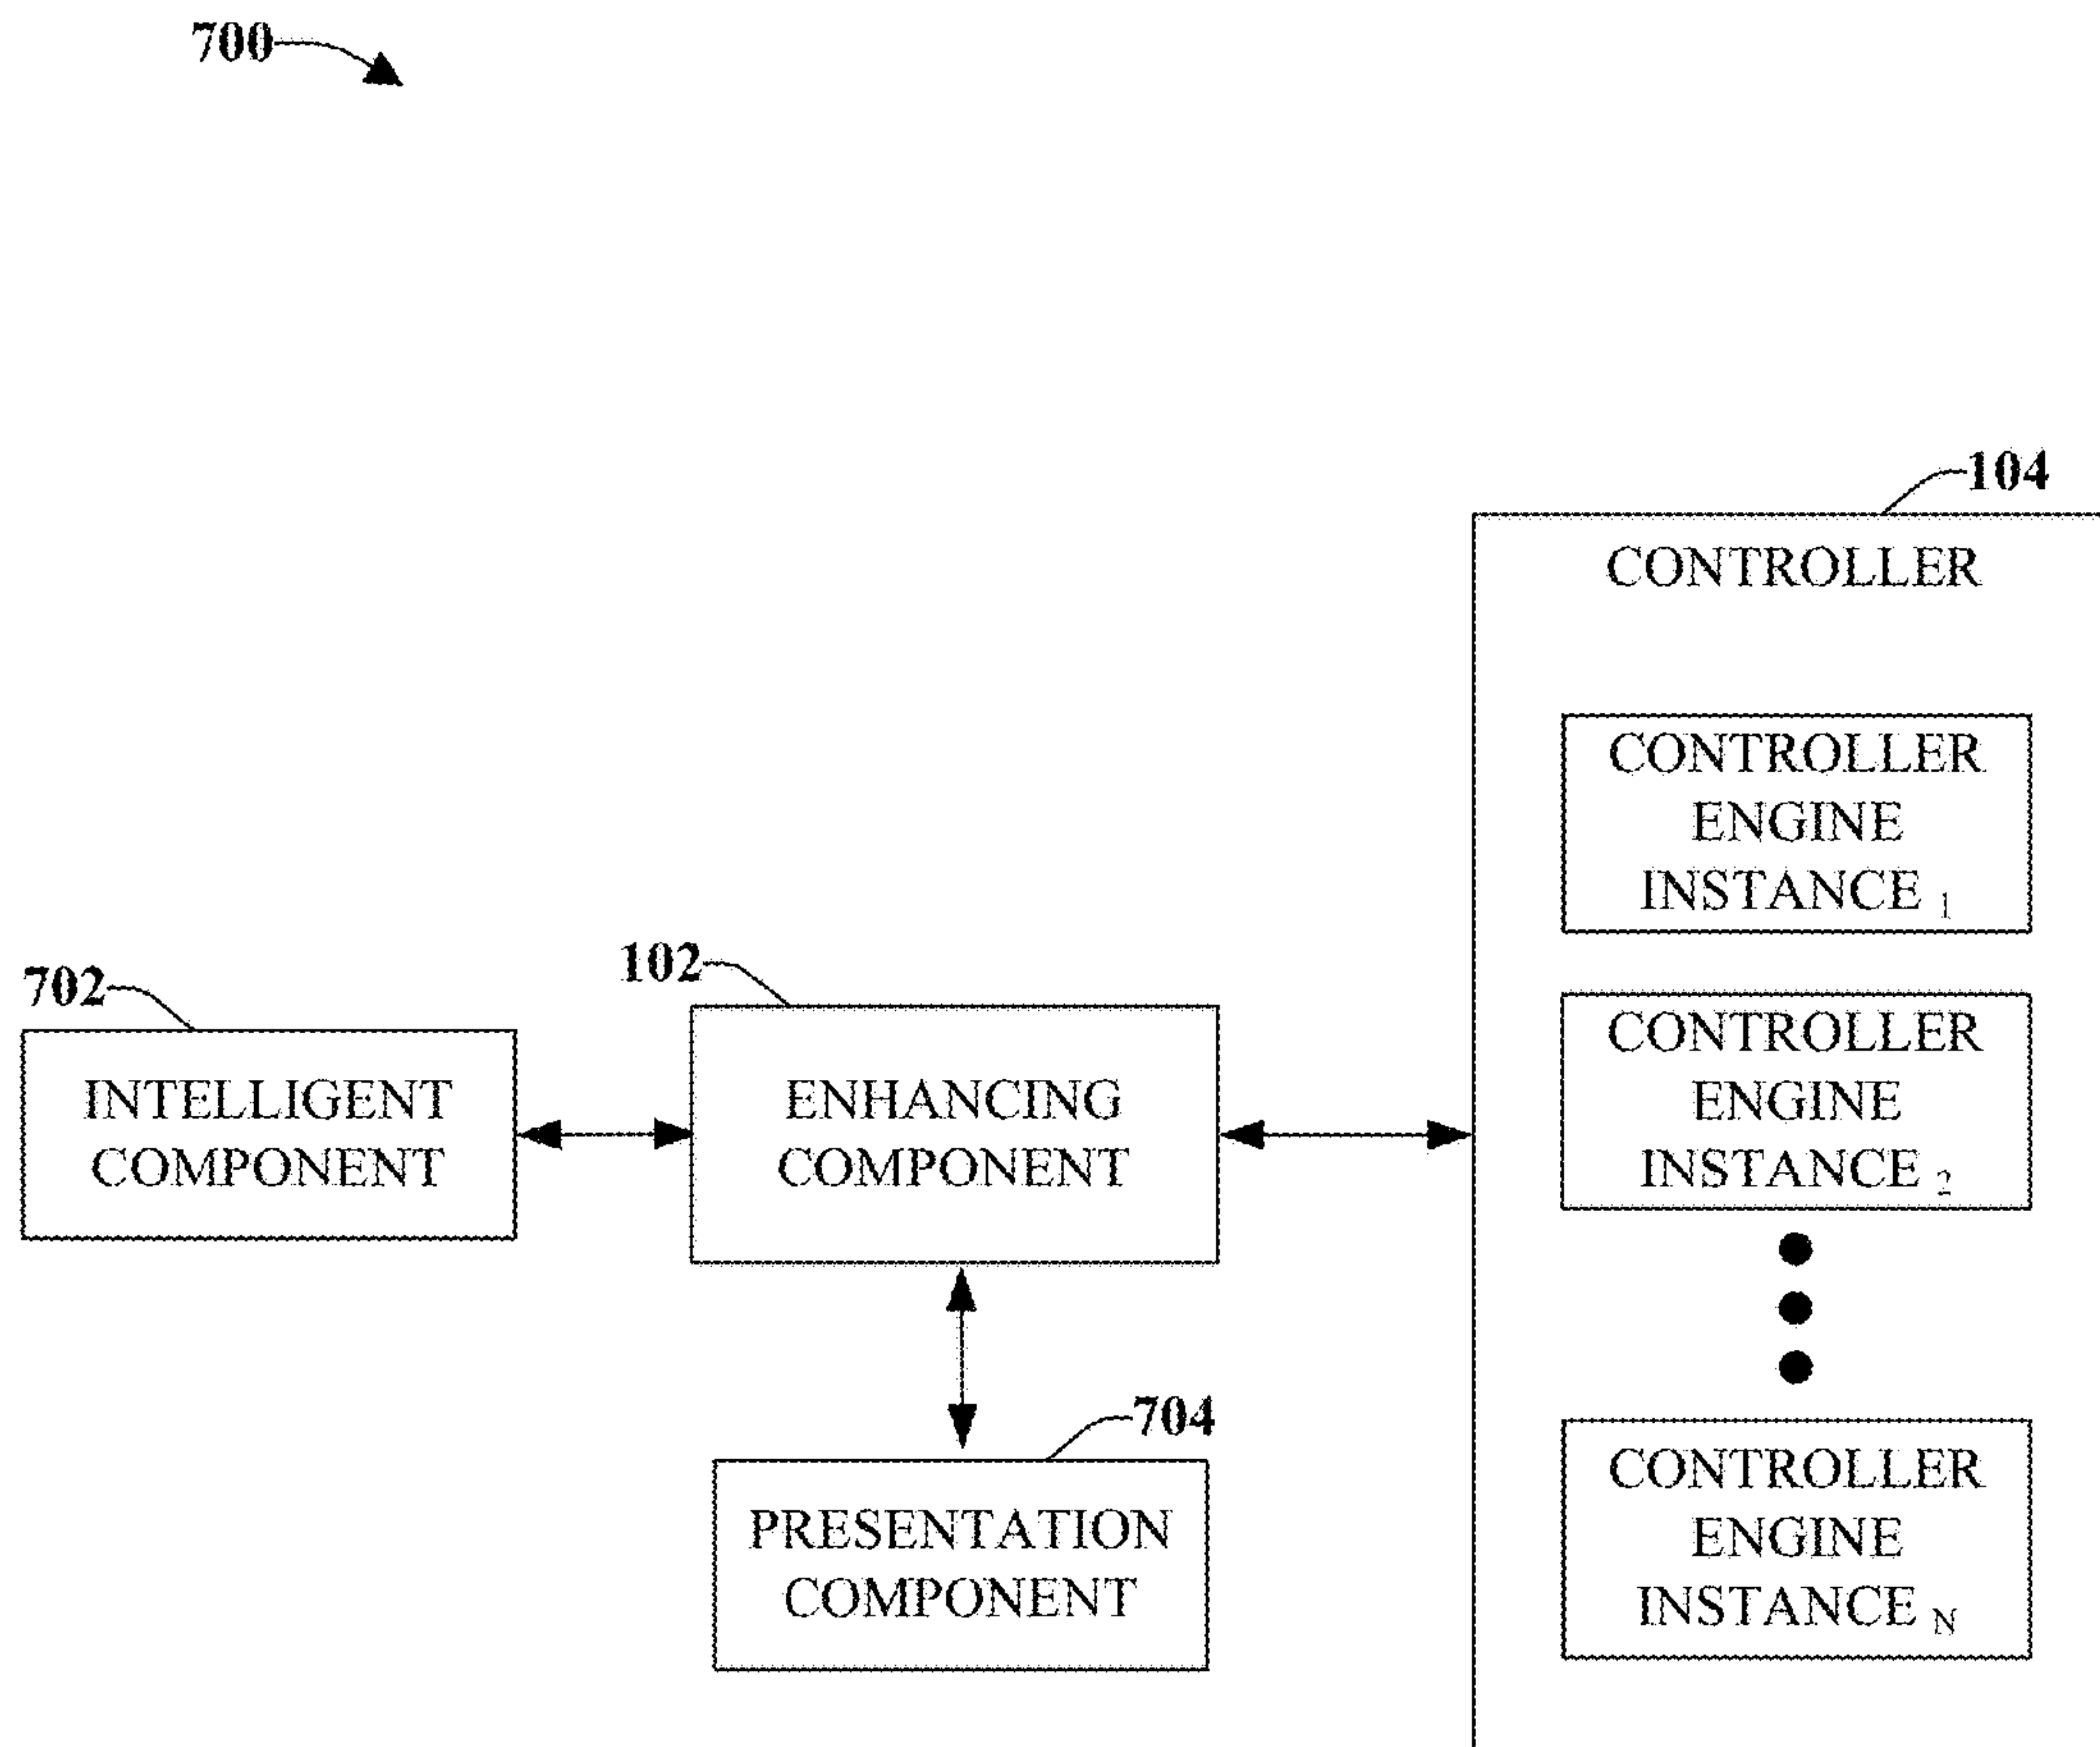 700
104
CONTROLLER
CONTROLLER
ENGINE
INSTANCE 1
102
702
CONTROLLER
ENGINE
INSTANCE 2
INTELLIGENT
COMPONENT
ENHANCING
COMPONENT
704
PRESENTATION
COMPONENT
CONTROLLER
ENGINE
INSTANCE N